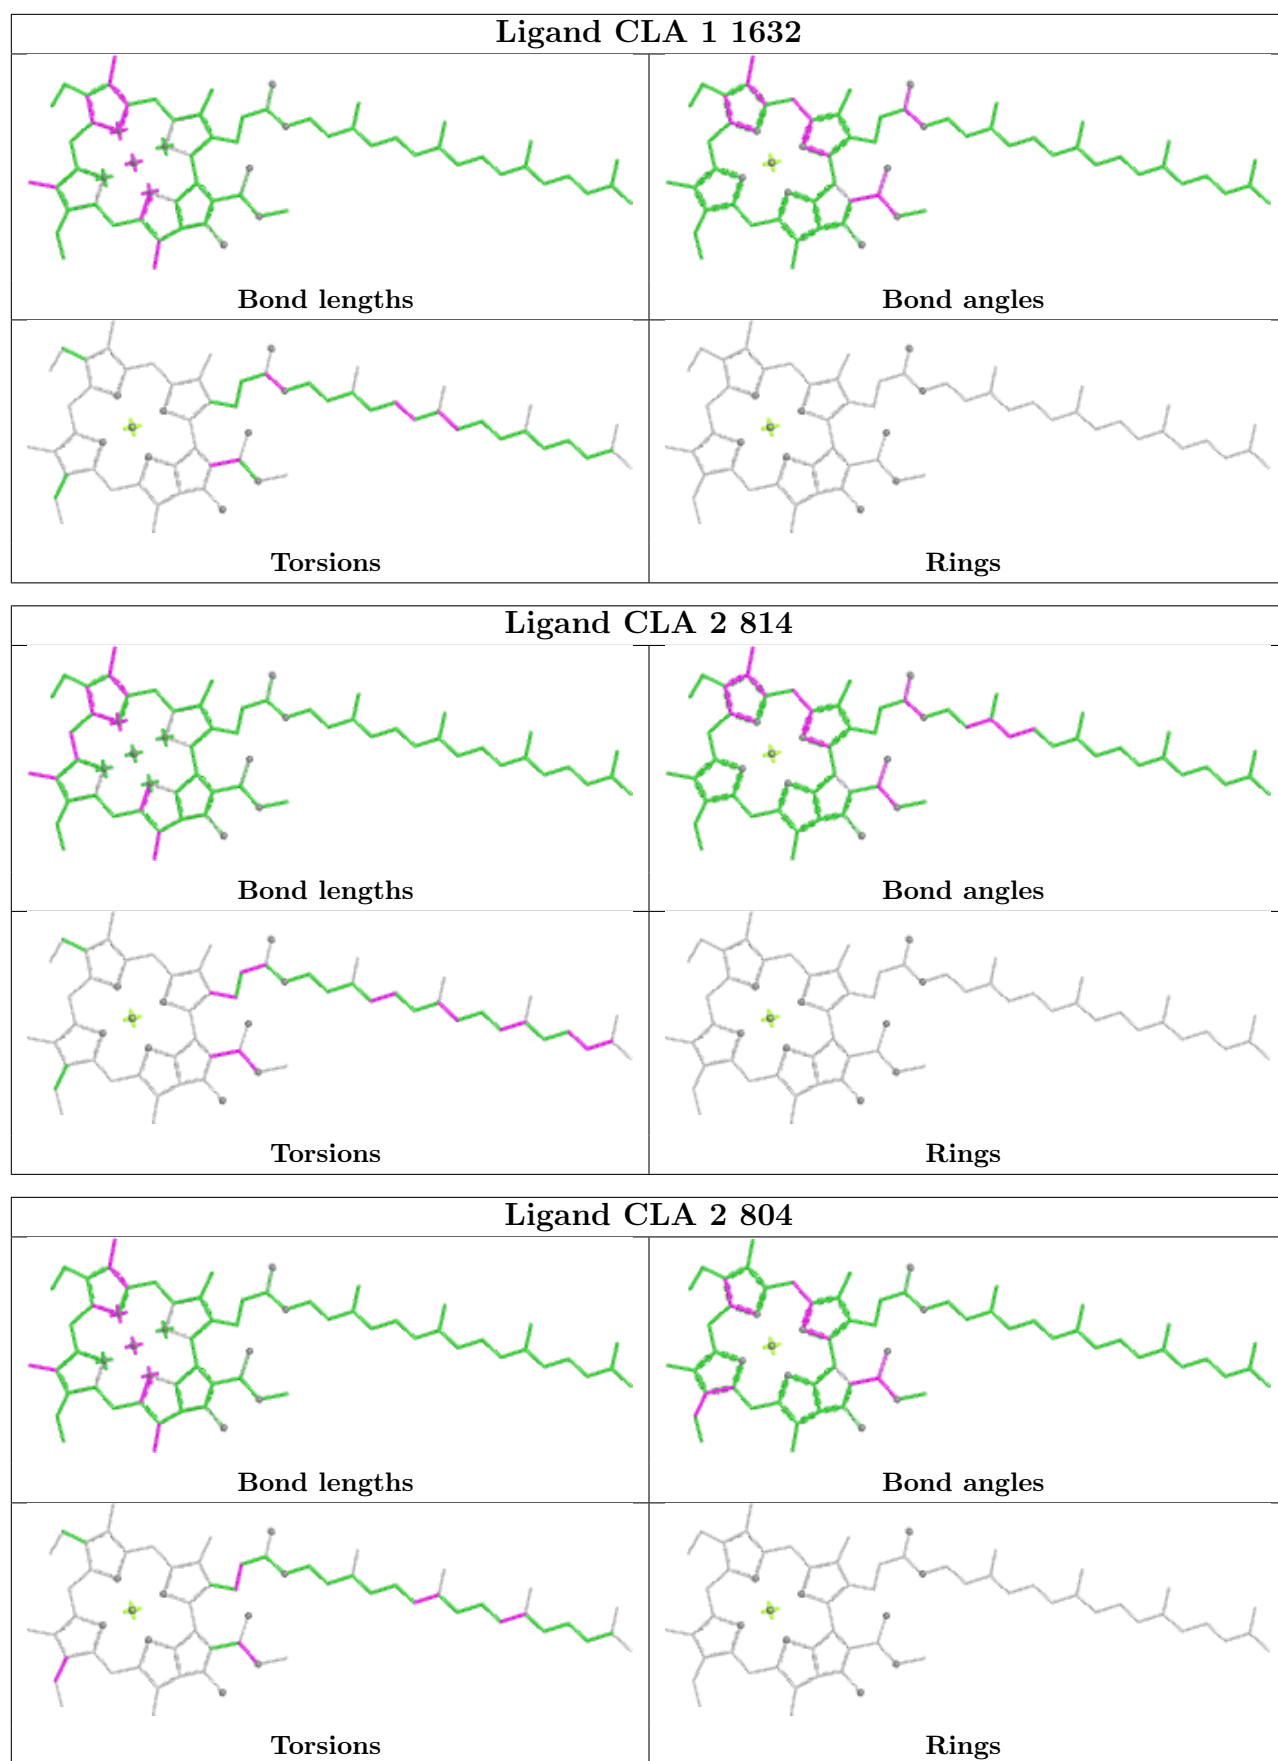 Ligand CLA 1 1632
Bond lengths
Bond angles
Torsions
Rings
Ligand CLA 2 814
Bond lengths
Bond angles
Torsions
Rings
Ligand CLA 2 804
Bond lengths
Bond angles
Torsions
Rings